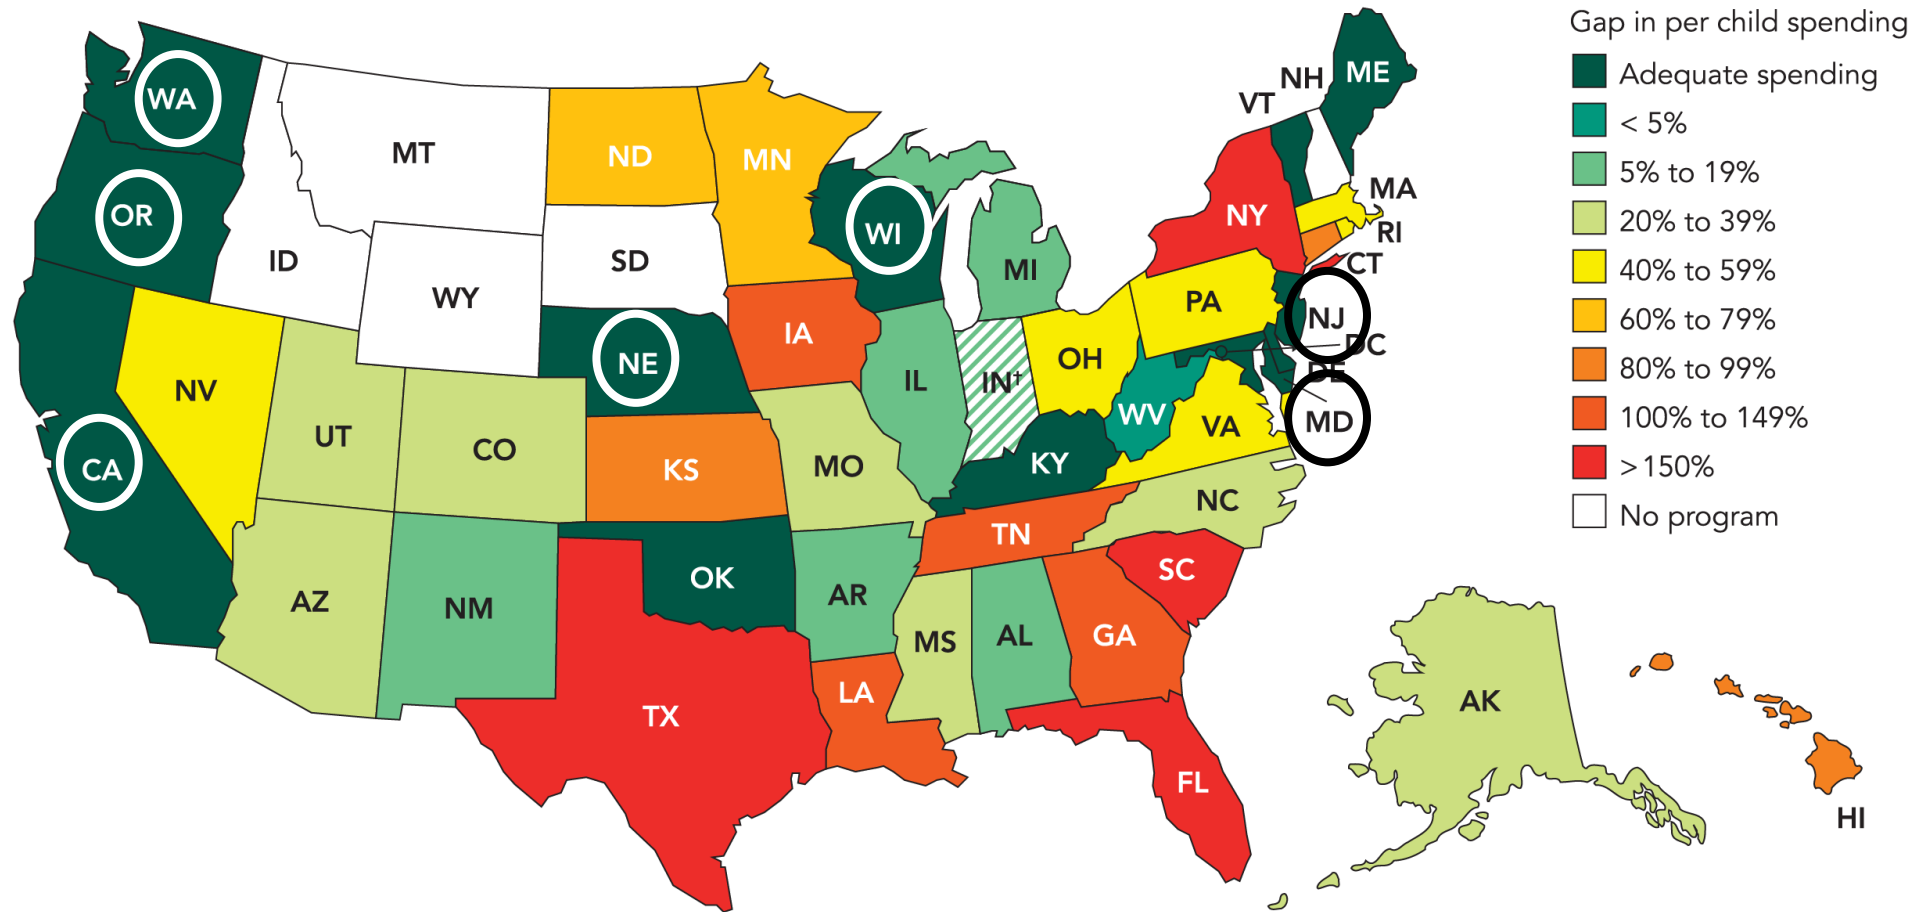 Gap in per child spending
Adequate spending
< 5%
5% to 19%
20% to 39%
40% to 59%
60% to 79%
80% to 99%
100% to 149%
>150%
No program
WA
OR
CA
MT
ID
WY
NV
UT
CO
AZ
NM
ND
SD
NE
KS
OK
TX
MN
IA
MO
AR
LA
WI
IL
MI
IN†
OH
KY
TN
MS
AL
GA
FL
SC
NC
VA
WV
PA
NY
VT
NH
ME
MA
RI
CT
NJ
DC
DE
MD
AK
HI